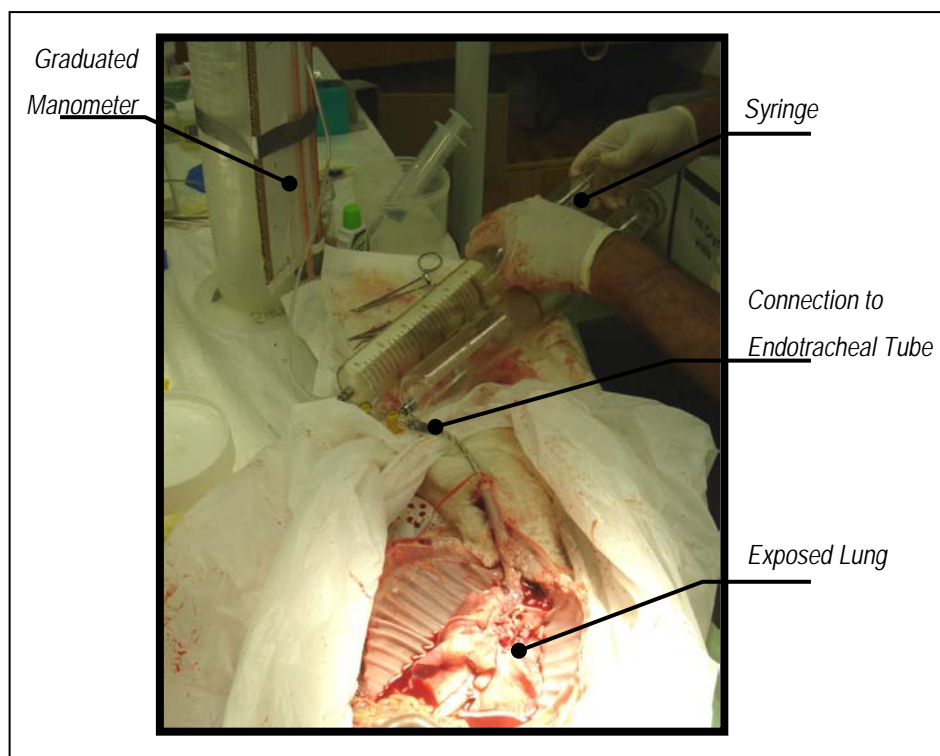 Graduated
Manometer
Syringe
Connection to
Endotracheal Tube
Exposed Lung